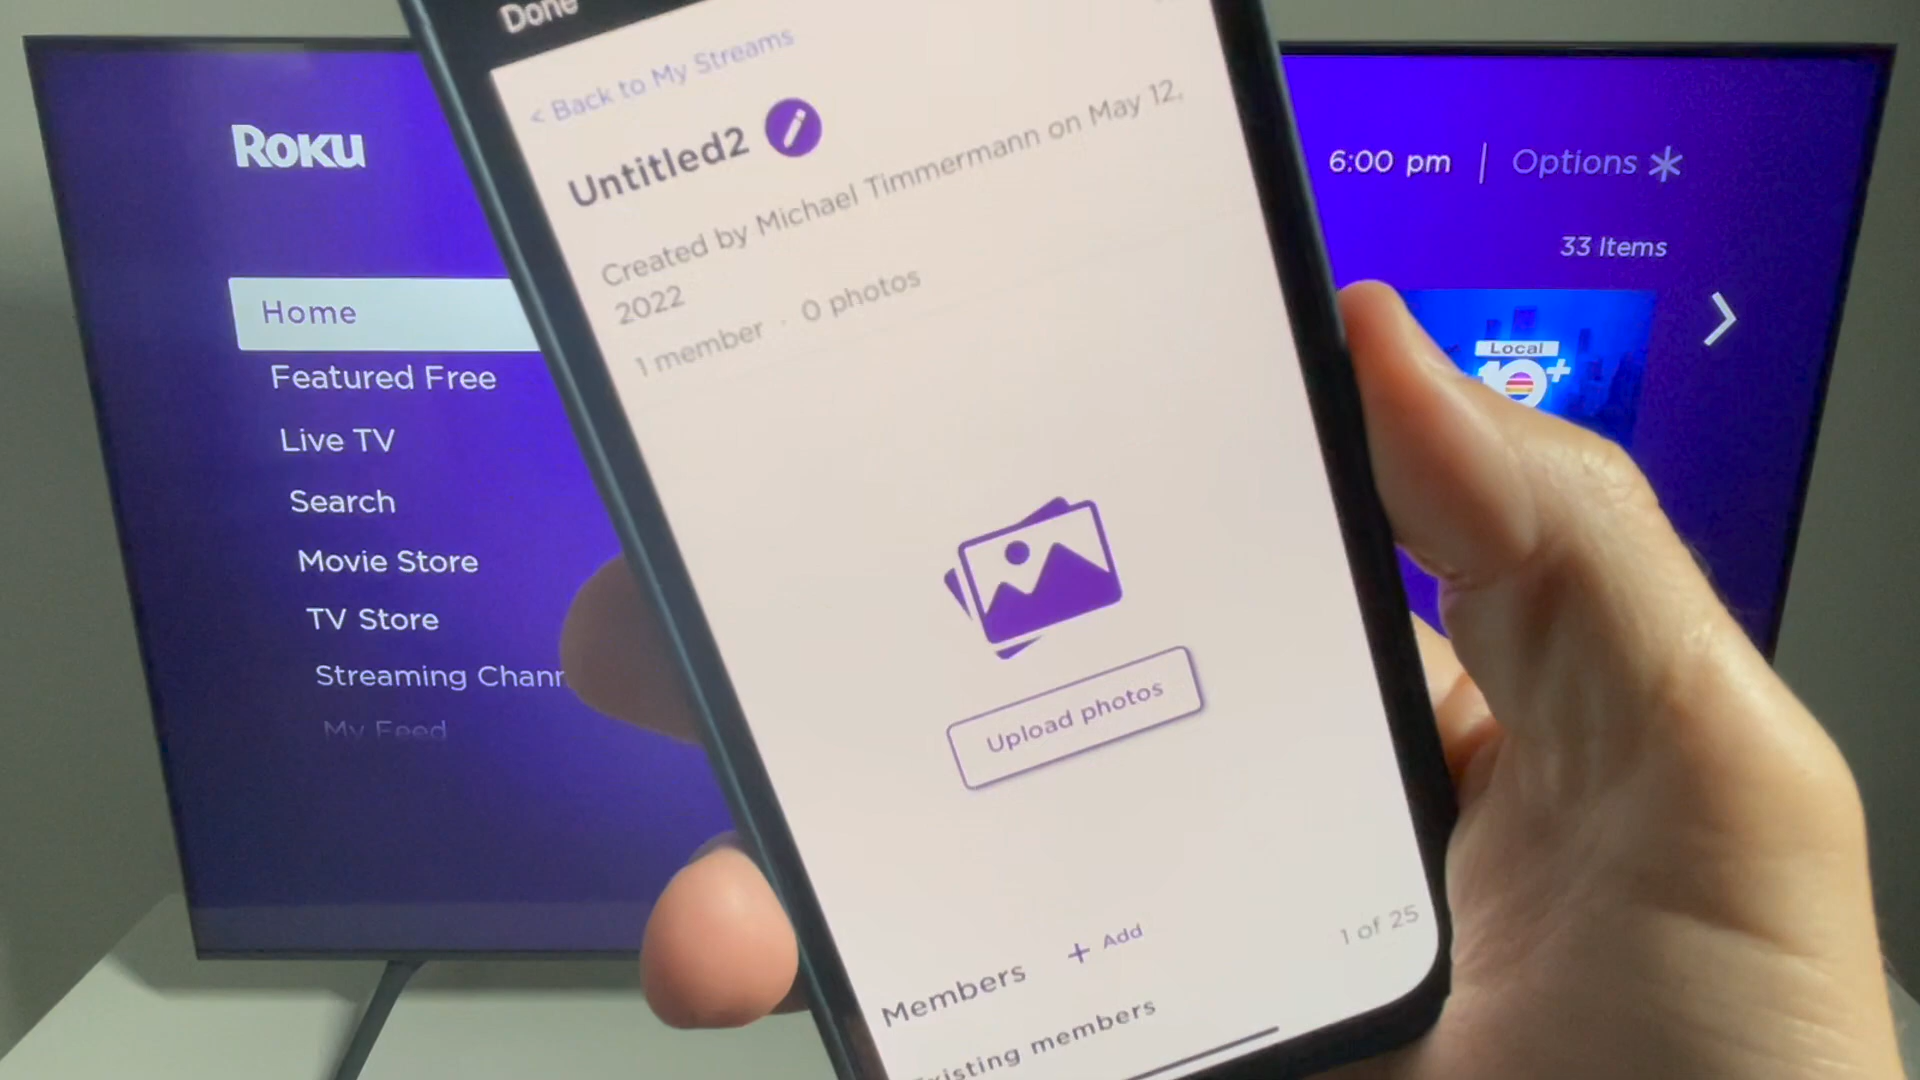 Roku
Home
Featured Free
Live TV
Search
Movie Store
TV Store
Streaming Chann
My Feed
Done
< Back to My Streams
Untitled2
Created by Michael Timmermann on May 12,
2022
1 member · 0 photos
Upload photos
Members + Add 1 of 25
Existing members
6:00 pm | Options
33 Items
Local
10+